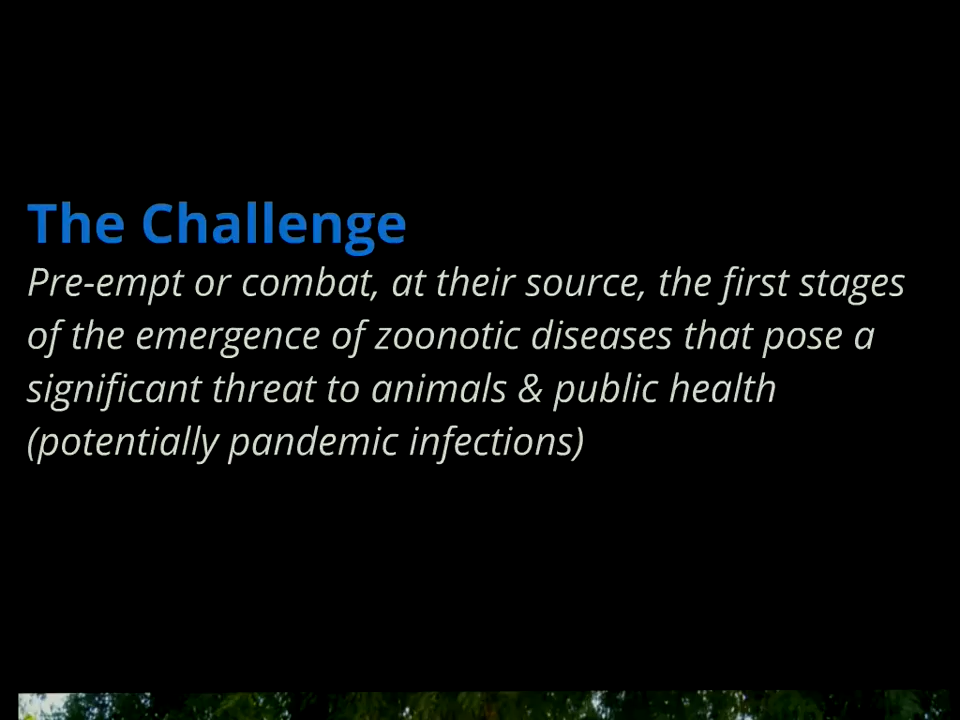 The Challenge
Pre-empt or combat, at their source, the first stages
of the emergence of zoonotic diseases that pose a
significant threat to animals & public health
(potentially pandemic infections)